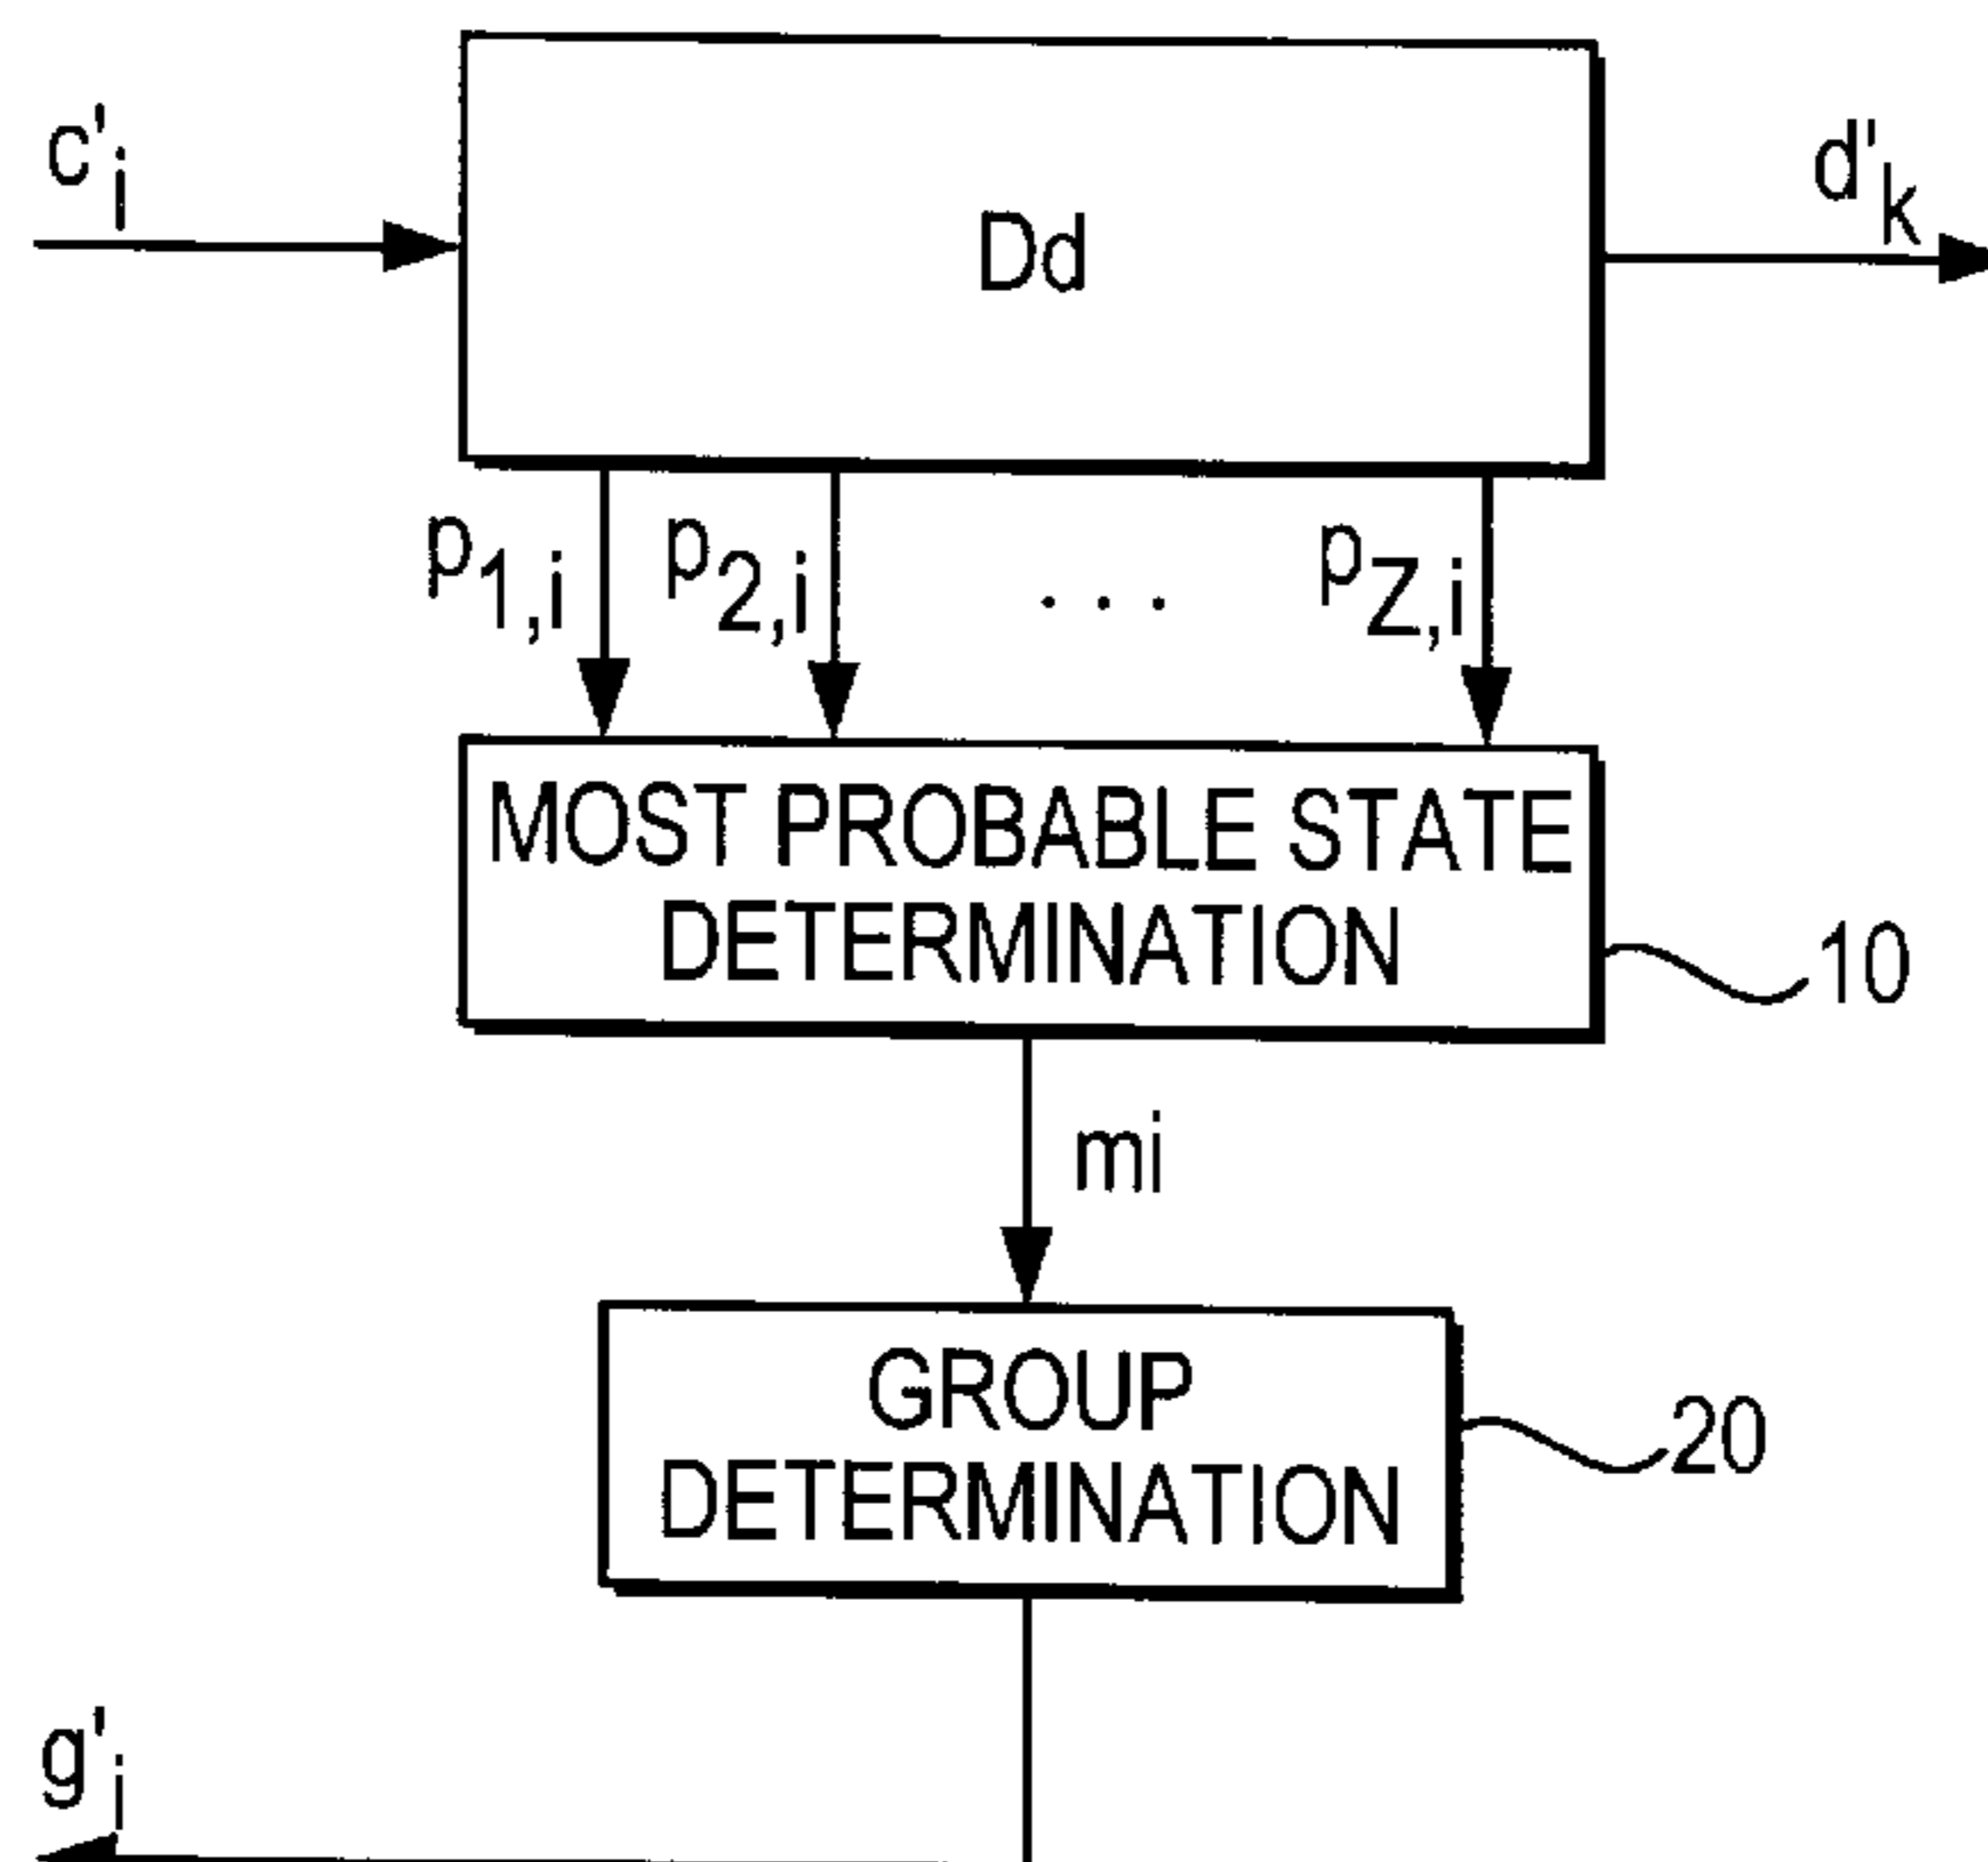 c'i
Dd
d'k
p1,i
p2,i
. . .
pZ,i
MOST PROBABLE STATE
DETERMINATION
10
mi
GROUP
DETERMINATION
20
g'i